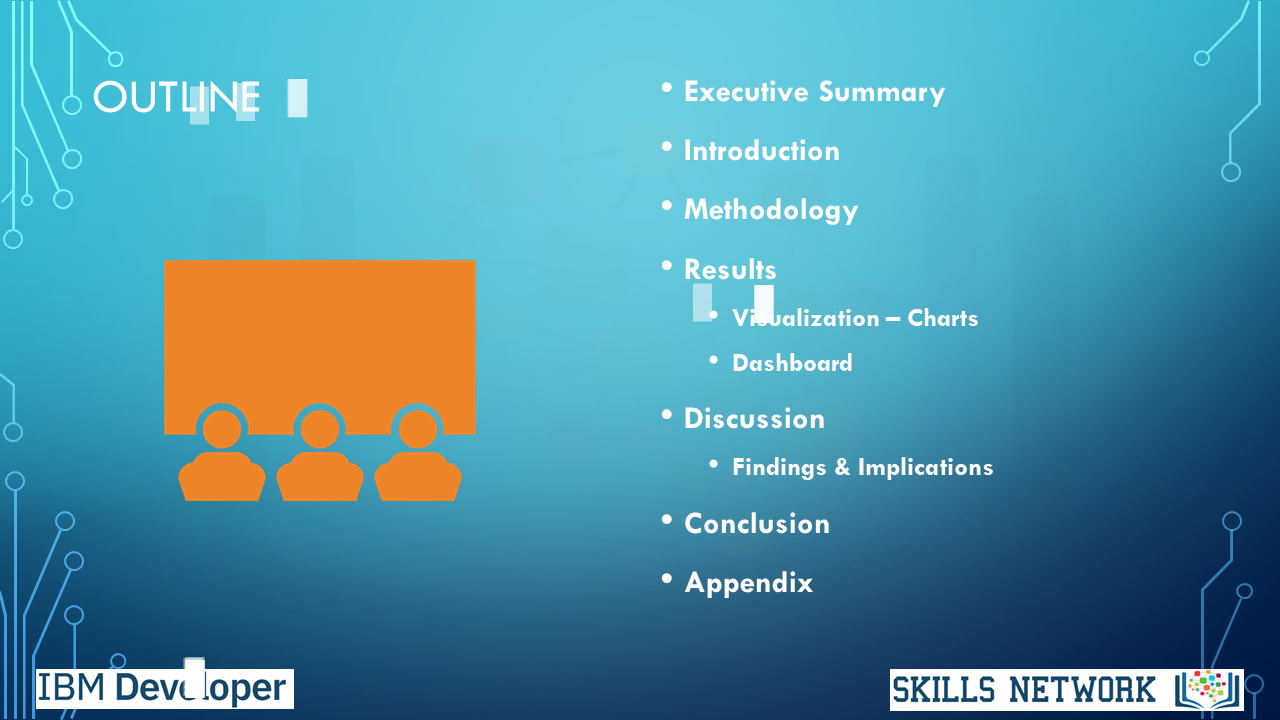 OUTLINE
• Executive Summary
• Introduction
• Methodology
• Results
• Visualization – Charts
• Dashboard
• Discussion
• Findings & Implications
• Conclusion
• Appendix
IBM Developer
SKILLS NETWORK